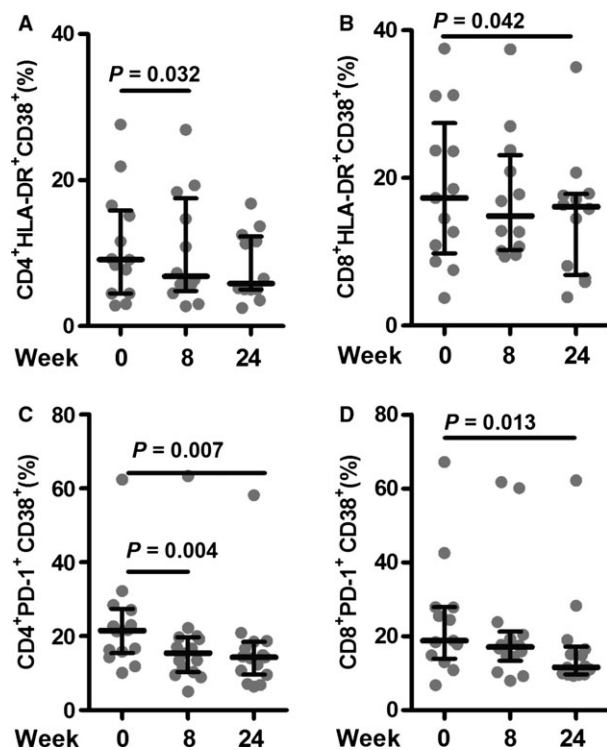 A
CD4⁺HLA-DR⁺CD38⁺(%)
40
20
0
P = 0.032
Week 0 8 24
B
CD8⁺HLA-DR⁺CD38⁺(%)
40
20
0
P = 0.042
Week 0 8 24
C
CD4⁺PD-1⁺ CD38⁺(%)
80
60
40
20
0
P = 0.007
P = 0.004
Week 0 8 24
D
CD8⁺PD-1⁺ CD38⁺(%)
80
60
40
20
0
P = 0.013
Week 0 8 24